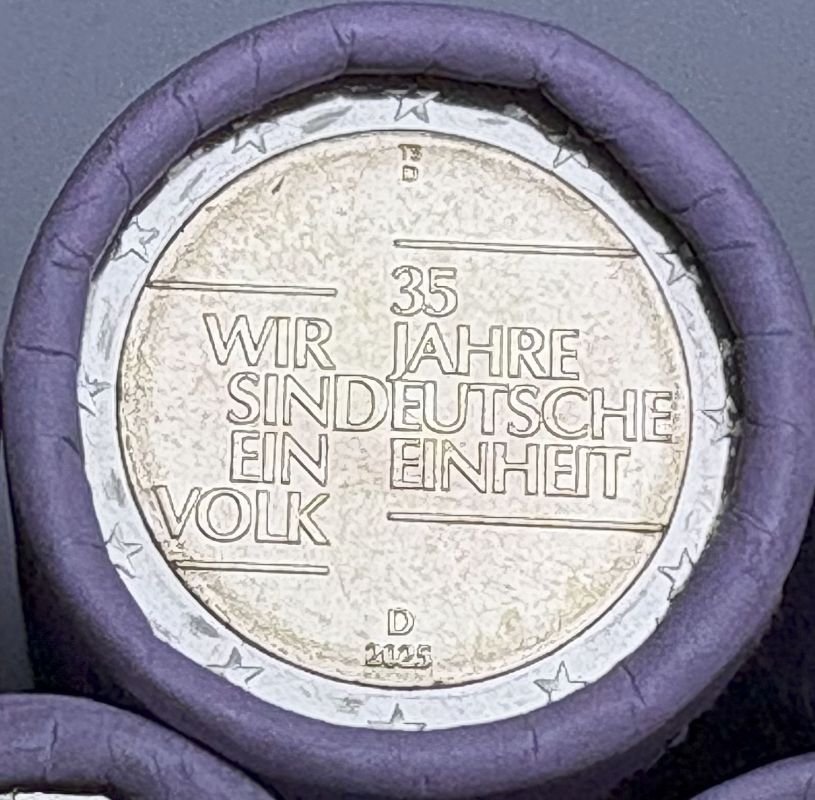 D
35
WIR JAHRE
SINDEUTSCHE
EIN EINHEIT
VOLK
D
2025